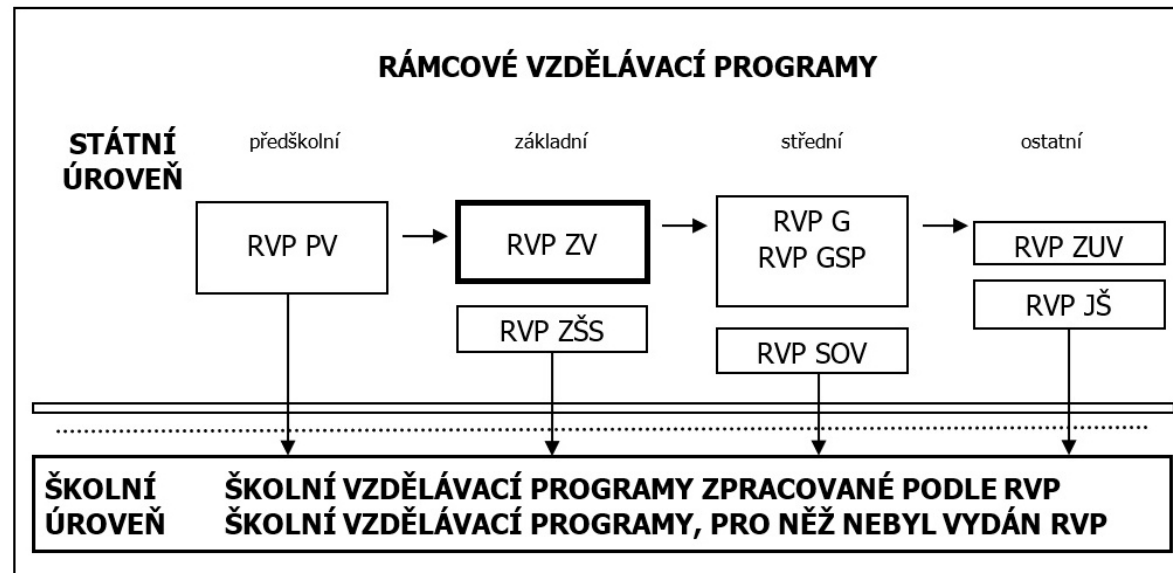 RÁMCOVÉ VZDĚLÁVACÍ PROGRAMY
STÁTNÍ
ÚROVEŇ
předškolní
základní
střední
ostatní
RVP PV
RVP ZV
RVP G
RVP GSP
RVP ZUV
RVP ZŠS
RVP SOV
RVP JŠ
ŠKOLNÍ
ÚROVEŇ
ŠKOLNÍ VZDĚLÁVACÍ PROGRAMY ZPRACOVANÉ PODLE RVP
ŠKOLNÍ VZDĚLÁVACÍ PROGRAMY, PRO NĚŽ NEBYL VYDÁN RVP